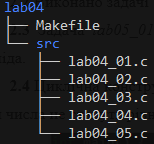 lab04
├── Makefile
└── src
    ├── lab04_01.c
    ├── lab04_02.c
    ├── lab04_03.c
    ├── lab04_04.c
    └── lab04_05.c